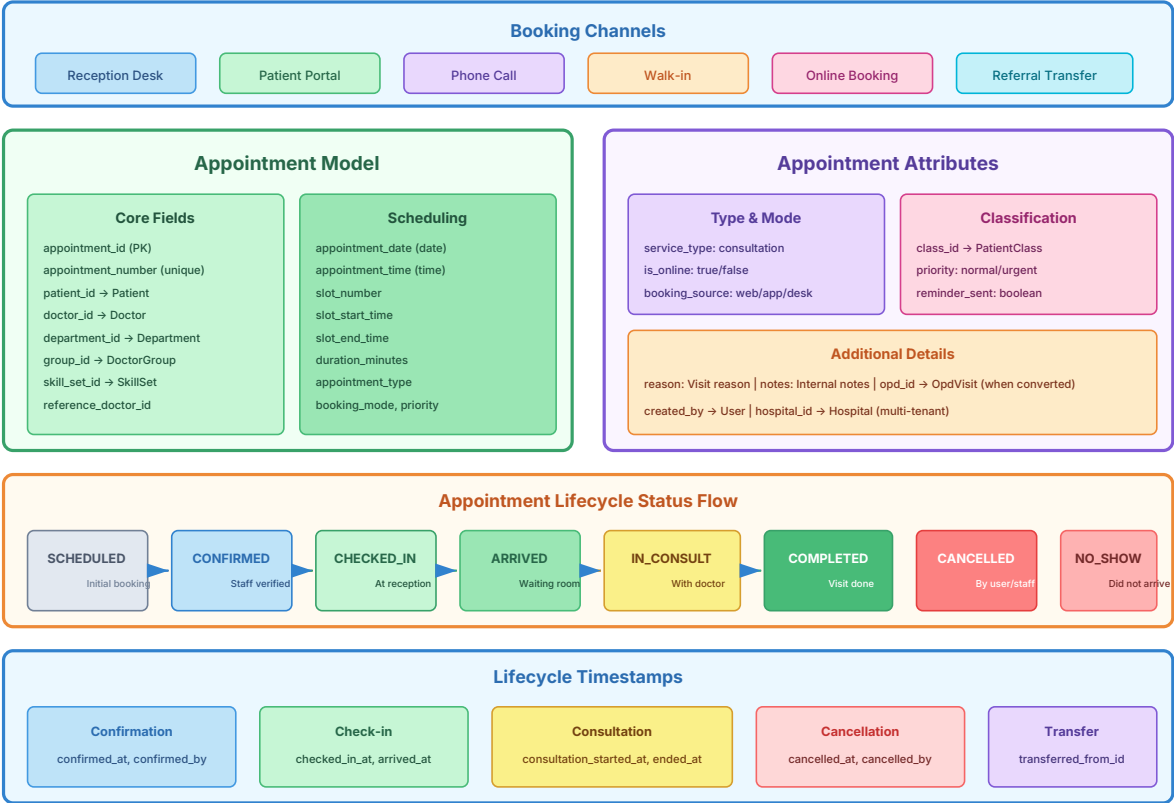 Booking Channels
Reception Desk
Patient Portal
Phone Call
Walk-in
Online Booking
Referral Transfer
Appointment Model
Core Fields
appointment_id (PK)
appointment_number (unique)
patient_id → Patient
doctor_id → Doctor
department_id → Department
group_id → DoctorGroup
skill_set_id → SkillSet
reference_doctor_id
Scheduling
appointment_date (date)
appointment_time (time)
slot_number
slot_start_time
slot_end_time
duration_minutes
appointment_type
booking_mode, priority
Appointment Attributes
Type & Mode
service_type: consultation
is_online: true/false
booking_source: web/app/desk
Classification
class_id → PatientClass
priority: normal/urgent
reminder_sent: boolean
Additional Details
reason: Visit reason | notes: Internal notes | opd_id → OpdVisit (when converted)
created_by → User | hospital_id → Hospital (multi-tenant)
Appointment Lifecycle Status Flow
SCHEDULED
Initial booking
CONFIRMED
Staff verified
CHECKED_IN
At reception
ARRIVED
Waiting room
IN_CONSULT
With doctor
COMPLETED
Visit done
CANCELLED
By user/staff
NO_SHOW
Did not arrive
Lifecycle Timestamps
Confirmation
confirmed_at, confirmed_by
Check-in
checked_in_at, arrived_at
Consultation
consultation_started_at, ended_at
Cancellation
cancelled_at, cancelled_by
Transfer
transferred_from_id